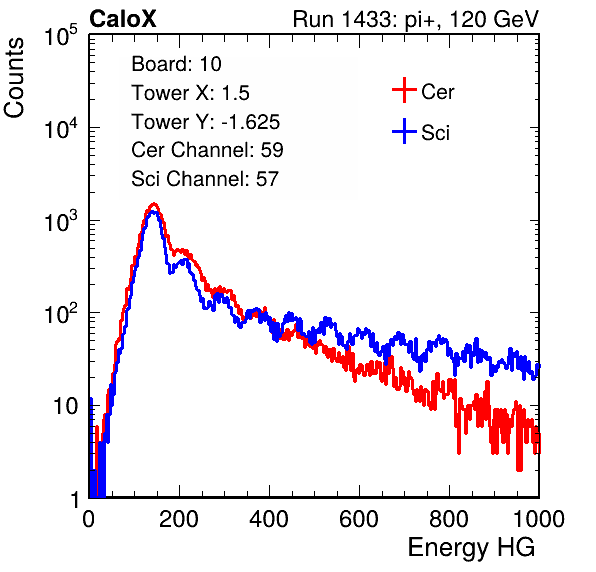 CaloX Run 1433: pi+, 120 GeV
Board: 10
Tower X: 1.5
Tower Y: -1.625
Cer Channel: 59
Sci Channel: 57
Cer
Sci
Counts
10^5
10^4
10^3
10^2
10
1
0 200 400 600 800 1000
Energy HG